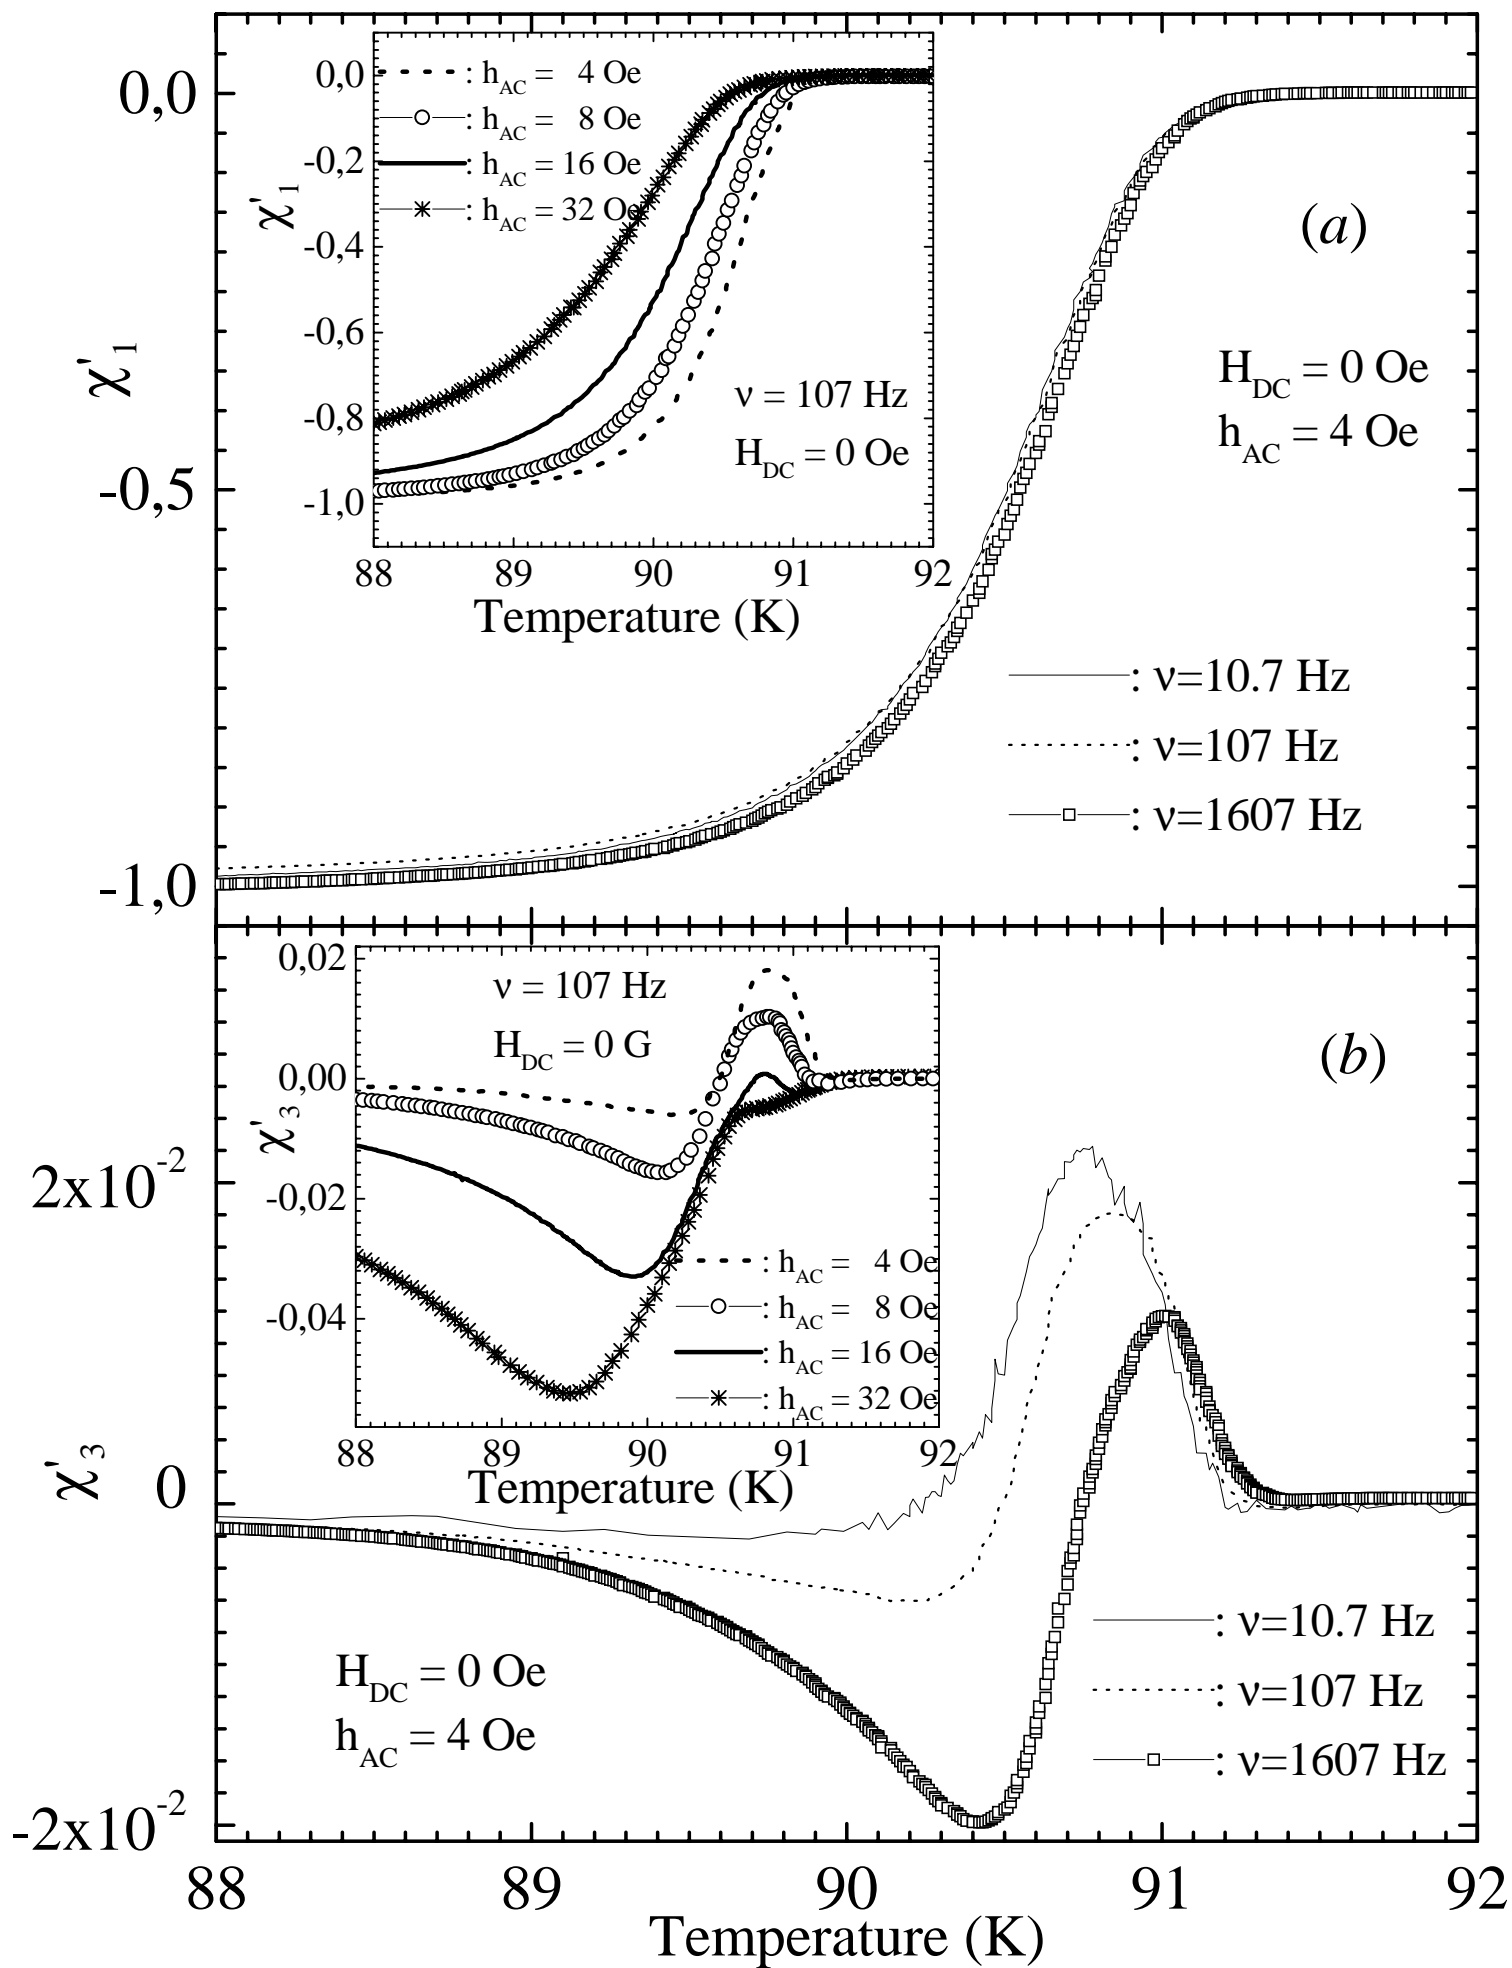 0,0
-0,5
-1,0
χ'1
(a)
HDC = 0 Oe
hAC = 4 Oe
: ν=10.7 Hz
: ν=107 Hz
: ν=1607 Hz
0,0
-0,2
-0,4
-0,6
-0,8
-1,0
χ'1
: hAC = 4 Oe
: hAC = 8 Oe
: hAC = 16 Oe
: hAC = 32 Oe
ν = 107 Hz
HDC = 0 Oe
88 89 90 91 92
Temperature (K)
2x10-2
0
-2x10-2
χ'3
(b)
0,02
0,00
-0,02
-0,04
χ'3
ν = 107 Hz
HDC = 0 G
: hAC = 4 Oe
: hAC = 8 Oe
: hAC = 16 Oe
: hAC = 32 Oe
88 89 90 91 92
Temperature (K)
HDC = 0 Oe
hAC = 4 Oe
: ν=10.7 Hz
: ν=107 Hz
: ν=1607 Hz
88 89 90 91 92
Temperature (K)